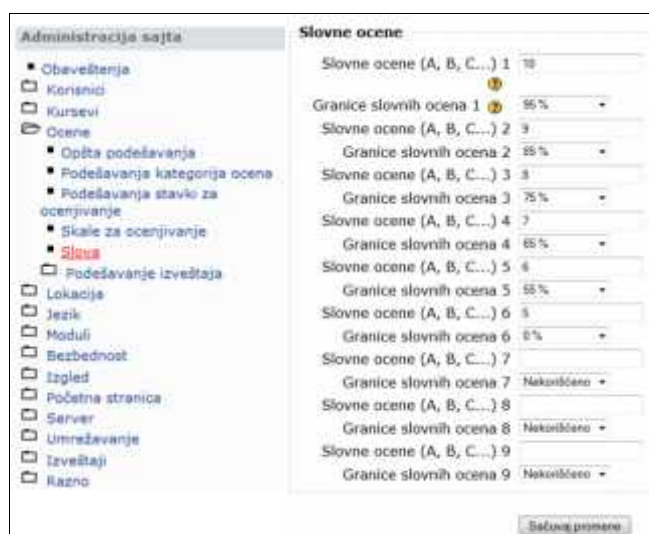 Administracija sajta
Obaveštenja
Korisnici
Kursevi
Ocene
Opšta podešavanja
Podešavanja kategorija ocena
Podešavanja stavki za
ocenjivanje
Skale za ocenjivanje
Slova
Podešavanje izveštaja
Lokacija
Jezik
Moduli
Bezbednost
Izgled
Početna stranica
Server
Umrežavanje
Izveštaji
Razno
Slovne ocene
Slovne ocene (A, B, C...) 1 10
Granice slovnih ocena 1 95 %
Slovne ocene (A, B, C...) 2 9
Granice slovnih ocena 2 85 %
Slovne ocene (A, B, C...) 3 8
Granice slovnih ocena 3 75 %
Slovne ocene (A, B, C...) 4 7
Granice slovnih ocena 4 65 %
Slovne ocene (A, B, C...) 5 6
Granice slovnih ocena 5 55 %
Slovne ocene (A, B, C...) 6 5
Granice slovnih ocena 6 0 %
Slovne ocene (A, B, C...) 7
Granice slovnih ocena 7 Nekorišćeno
Slovne ocene (A, B, C...) 8
Granice slovnih ocena 8 Nekorišćeno
Slovne ocene (A, B, C...) 9
Granice slovnih ocena 9 Nekorišćeno
Sačuvaj promene